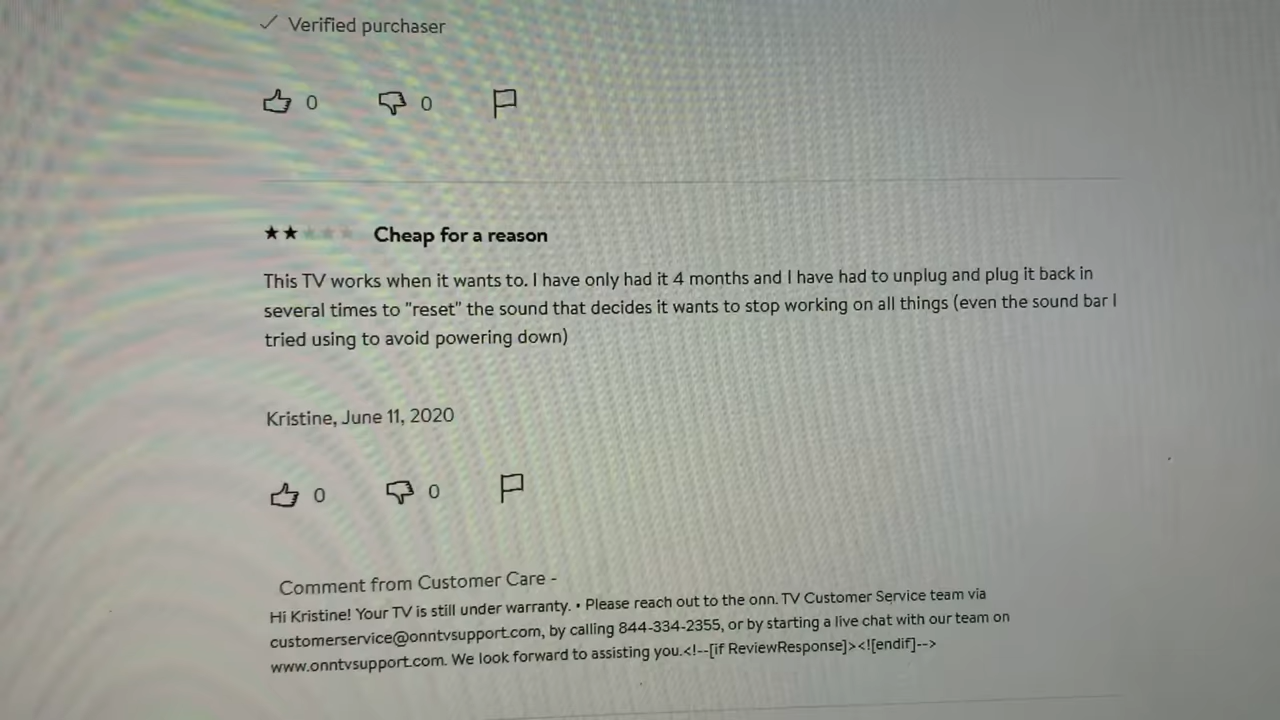 Verified purchaser
0 0
Cheap for a reason
This TV works when it wants to. I have only had it 4 months and I have had to unplug and plug it back in
several times to "reset" the sound that decides it wants to stop working on all things (even the sound bar I
tried using to avoid powering down)
Kristine, June 11, 2020
0 0
Comment from Customer Care -
Hi Kristine! Your TV is still under warranty. • Please reach out to the onn. TV Customer Service team via
customerservice@onntvsupport.com, by calling 844-334-2355, or by starting a live chat with our team on
www.onntvsupport.com. We look forward to assisting you.<!--[if ReviewResponse]><![endif]-->